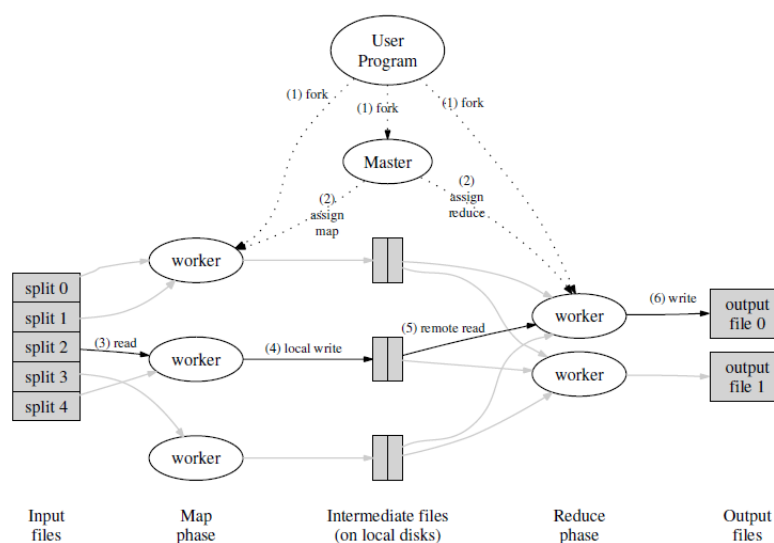 User
Program
(1) fork
(1) fork
(1) fork
Master
(2)
assign
map
(2)
assign
reduce
worker
split 0
split 1
split 2
split 3
split 4
(3) read
worker
(4) local write
(5) remote read
worker
(6) write
output
file 0
worker
output
file 1
worker
Input
files
Map
phase
Intermediate files
(on local disks)
Reduce
phase
Output
files